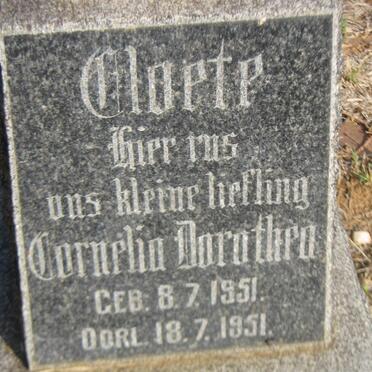 Cloete
Hier rus
ons kleine liefling
Cornelia Dorothea
GEB. 8.7.1951.
OORL. 18.7.1951.